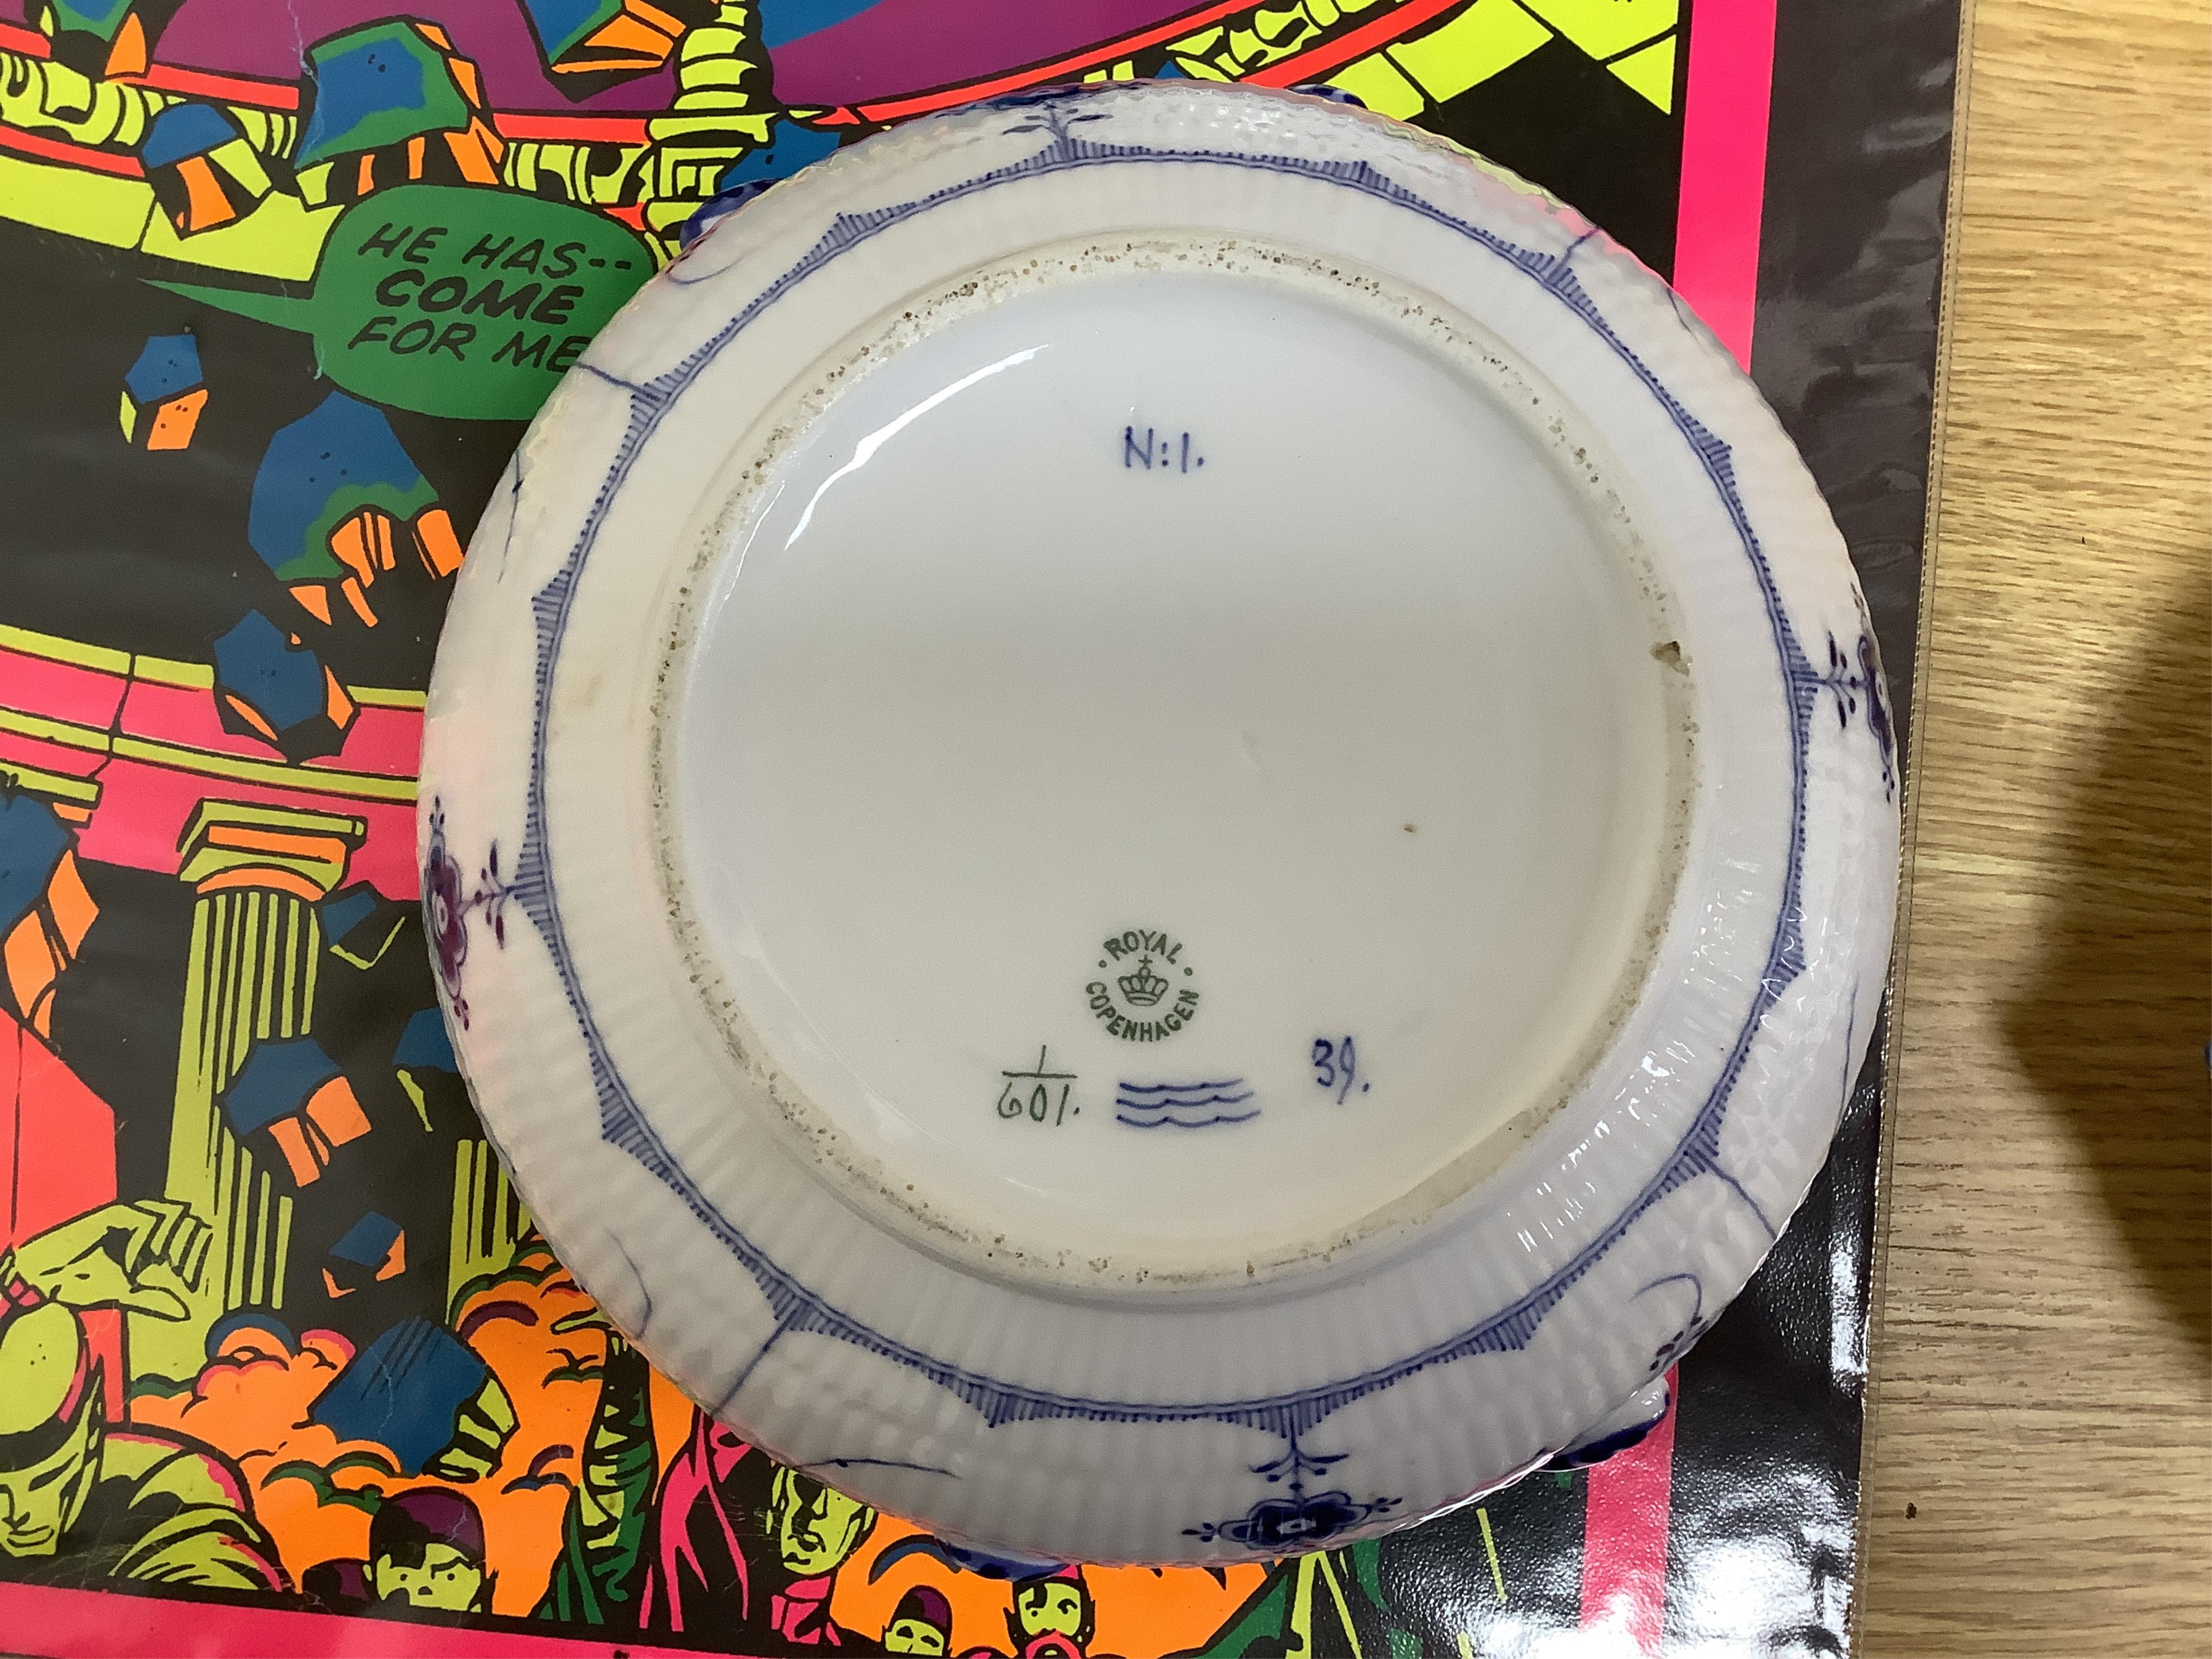 HE HAS--
COME
FOR ME
N:1.
ROYAL
COPENHAGEN
1
601.
39.